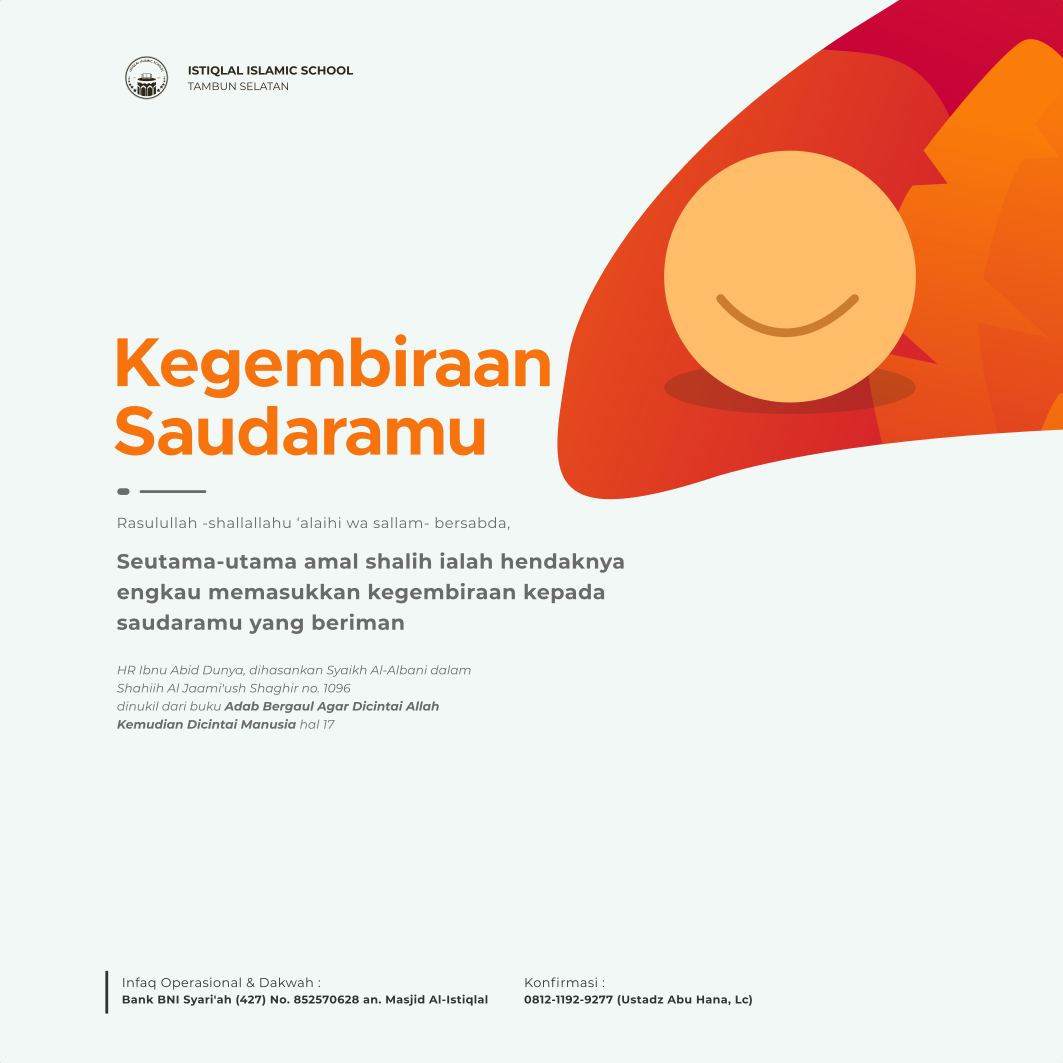 ISTIQLAL ISLAMIC SCHOOL
TAMBUN SELATAN
Kegembiraan
Saudaramu
Rasulullah -shallallahu ‘alaihi wa sallam- bersabda,
Seutama-utama amal shalih ialah hendaknya
engkau memasukkan kegembiraan kepada
saudaramu yang beriman
HR Ibnu Abid Dunya, dihasankan Syaikh Al-Albani dalam
Shahiih Al Jaami'ush Shaghir no. 1096
dinukil dari buku Adab Bergaul Agar Dicintai Allah
Kemudian Dicintai Manusia hal 17
Infaq Operasional & Dakwah :
Bank BNI Syari'ah (427) No. 852570628 an. Masjid Al-Istiqlal
Konfirmasi :
0812-1192-9277 (Ustadz Abu Hana, Lc)